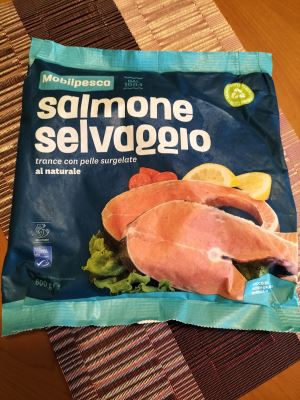 Mobilpesca
salmone
selvaggio
trance con pelle surgelate
al naturale
600 g e